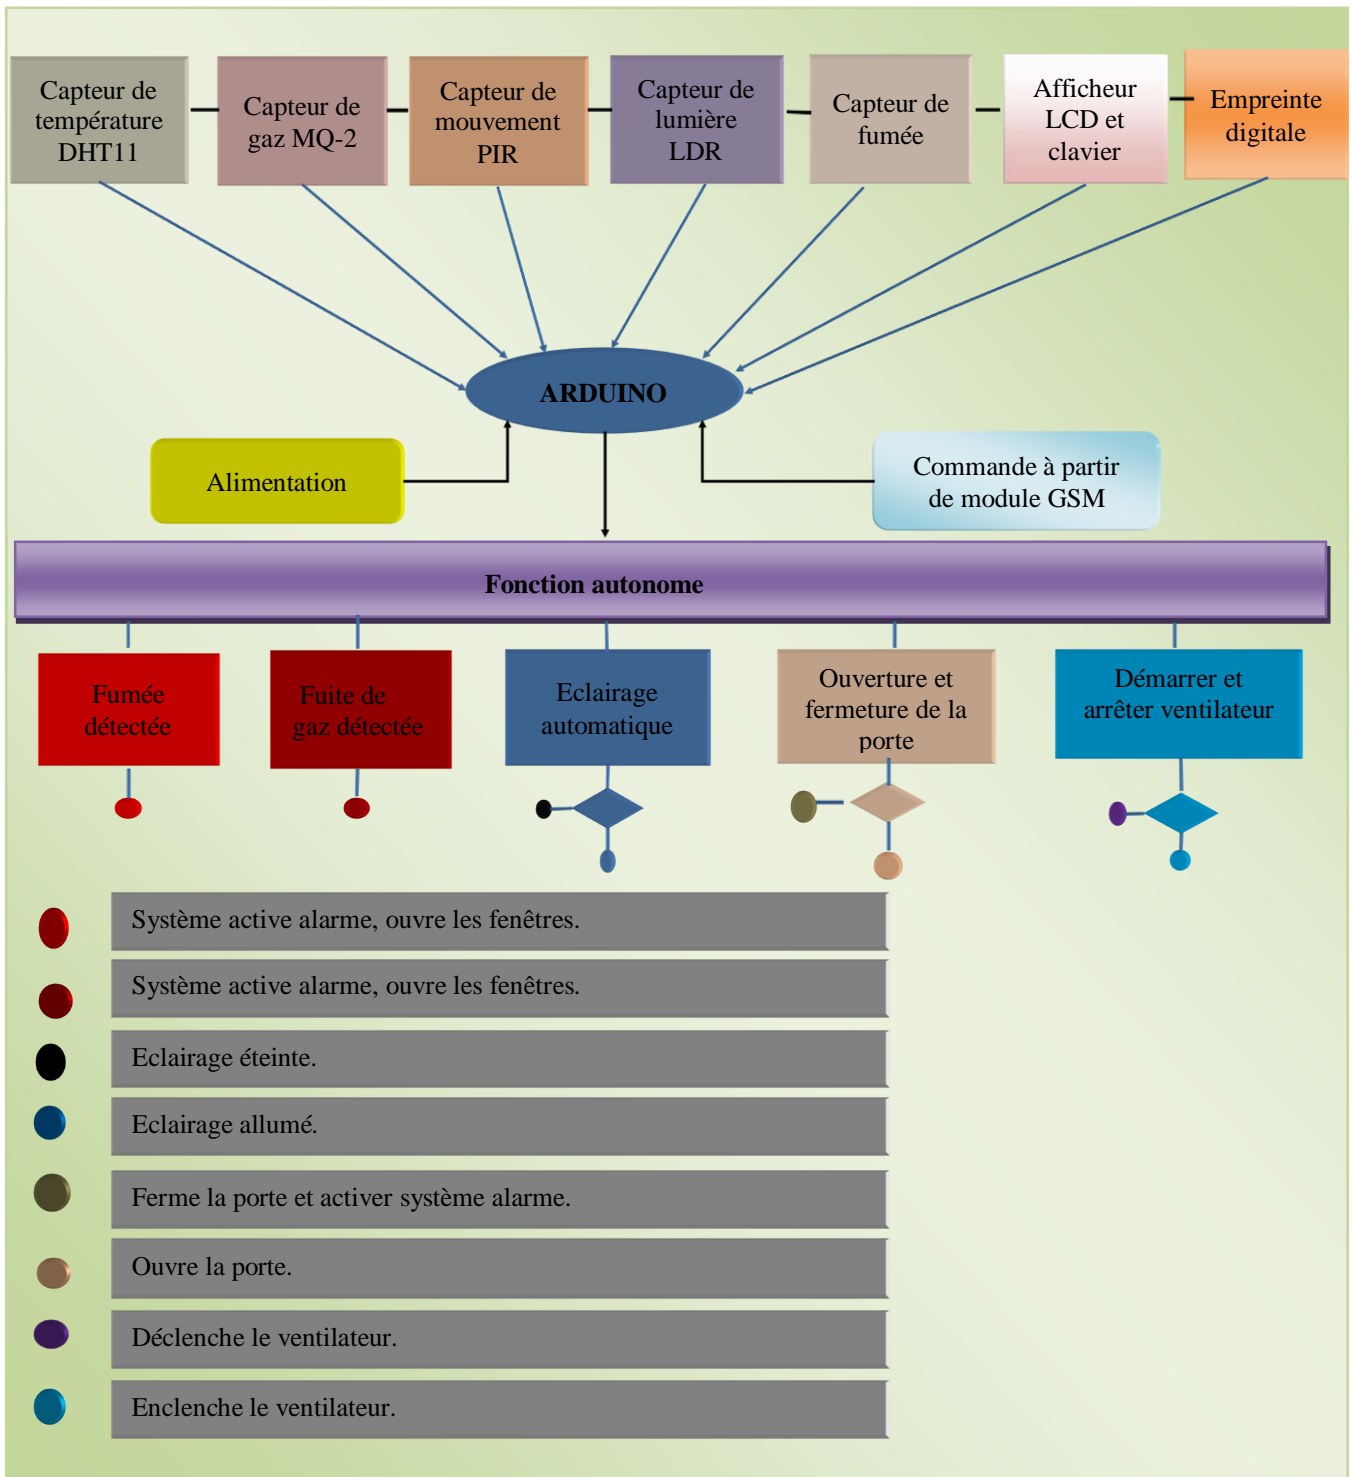 Capteur de
température
DHT11
Capteur de
gaz MQ-2
Capteur de
mouvement
PIR
Capteur de
lumière
LDR
Capteur de
fumée
Afficheur
LCD et
clavier
Empreinte
digitale
ARDUINO
Alimentation
Commande à partir
de module GSM
Fonction autonome
Fumée
détectée
Fuite de
gaz détectée
Eclairage
automatique
Ouverture et
fermeture de la
porte
Démarrer et
arrêter ventilateur
Système active alarme, ouvre les fenêtres.
Système active alarme, ouvre les fenêtres.
Eclairage éteinte.
Eclairage allumé.
Ferme la porte et activer système alarme.
Ouvre la porte.
Déclenche le ventilateur.
Enclenche le ventilateur.